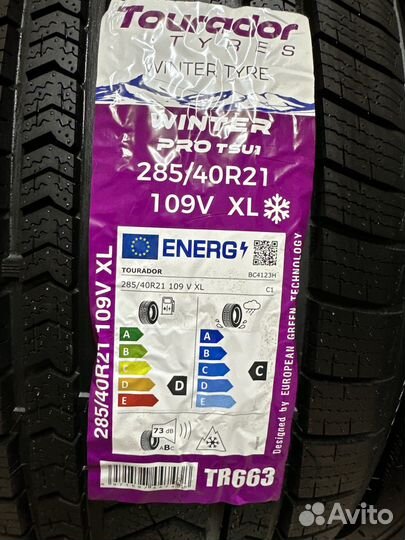 Tourador
TYRES
WINTER TYRE
WINTER
PRO TSU1
285/40R21
109V XL
ENERG
TOURADOR
BC4123H
285/40R21 109 V XL
C1
A
B
C
D
E
D
A
B
C
D
E
C
73 dB
ABC
TR663
285/40R21 109V XL
Designed by EUROPEAN GREEN TECHNOLOGY
Avito